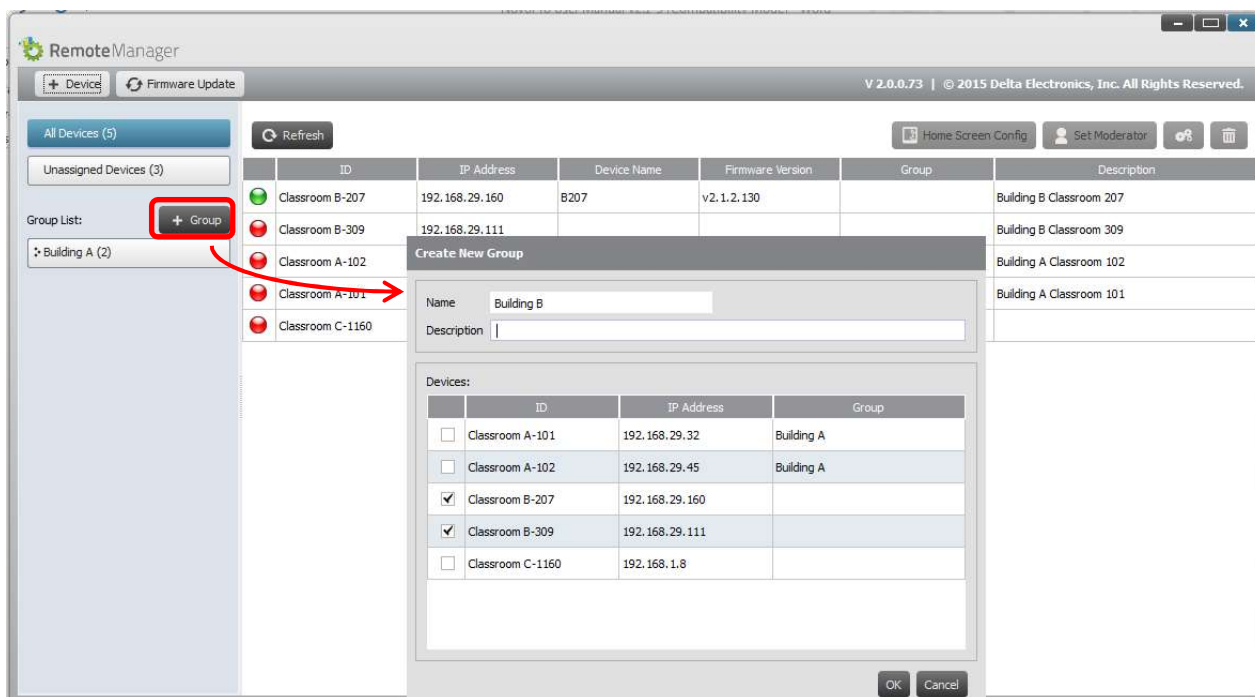 RemoteManager
+ Device Firmware Update V 2.0.0.73 | © 2015 Delta Electronics, Inc. All Rights Reserved.
All Devices (5) Refresh Home Screen Config Set Moderator
Unassigned Devices (3)
ID IP Address Device Name Firmware Version Group Description
Classroom B-207 192.168.29.160 B207 v2.1.2.130 Building B Classroom 207
Group List: + Group
Classroom B-309 192.168.29.111 Building B Classroom 309
Building A (2)
Classroom A-102 Building A Classroom 102
Classroom A-101 Building A Classroom 101
Classroom C-1160
Create New Group
Name Building B
Description
Devices:
ID IP Address Group
Classroom A-101 192.168.29.32 Building A
Classroom A-102 192.168.29.45 Building A
Classroom B-207 192.168.29.160
Classroom B-309 192.168.29.111
Classroom C-1160 192.168.1.8
OK Cancel